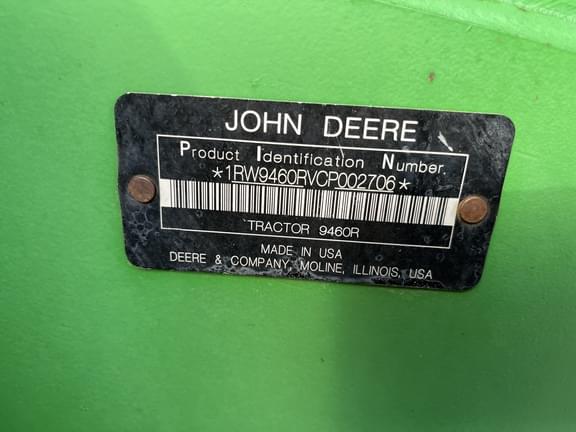 JOHN DEERE
Product Identification Number.
*1RW9460RVCP002706*
TRACTOR 9460R
MADE IN USA
DEERE & COMPANY, MOLINE, ILLINOIS, USA